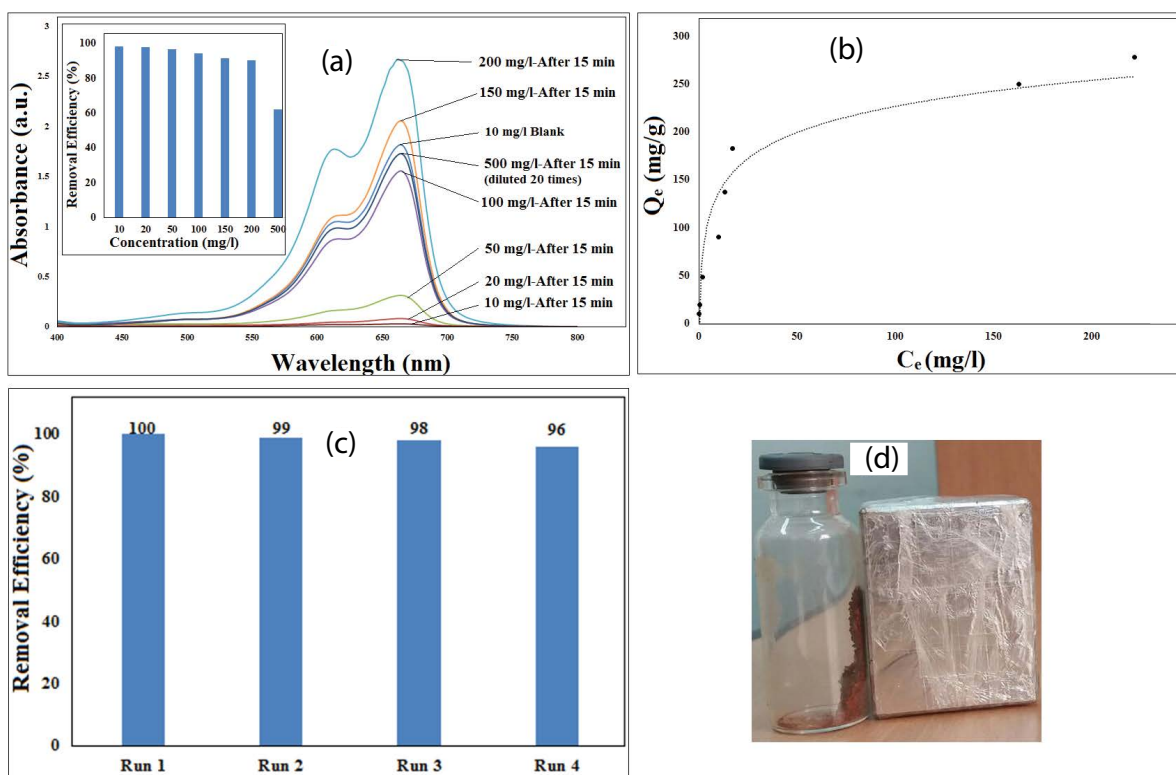 (a)
Absorbance (a.u.)
3
2.5
2
1.5
1
0.5
0
400
450
500
550
600
650
700
750
800
Wavelength (nm)
200 mg/l-After 15 min
150 mg/l-After 15 min
10 mg/l Blank
500 mg/l-After 15 min
(diluted 20 times)
100 mg/l-After 15 min
50 mg/l-After 15 min
20 mg/l-After 15 min
10 mg/l-After 15 min
Removal Efficiency (%)
100
80
60
40
20
0
10
20
50
100
150
200
500
Concentration (mg/l)
(b)
Qe (mg/g)
300
250
200
150
100
50
0
0
50
100
150
200
Ce (mg/l)
(c)
Removal Efficiency (%)
100
80
60
40
20
0
100
99
98
96
Run 1
Run 2
Run 3
Run 4
(d)